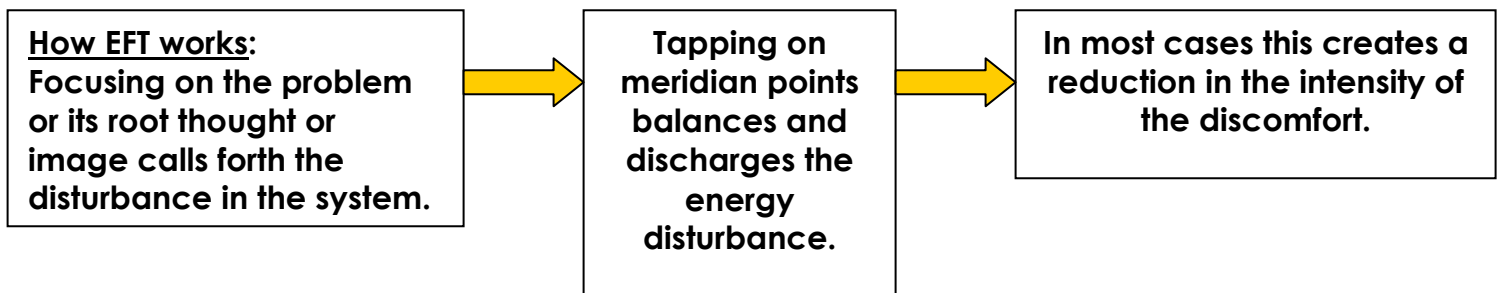 How EFT works:
Focusing on the problem
or its root thought or
image calls forth the
disturbance in the system.
Tapping on
meridian points
balances and
discharges the
energy
disturbance.
In most cases this creates a
reduction in the intensity of
the discomfort.